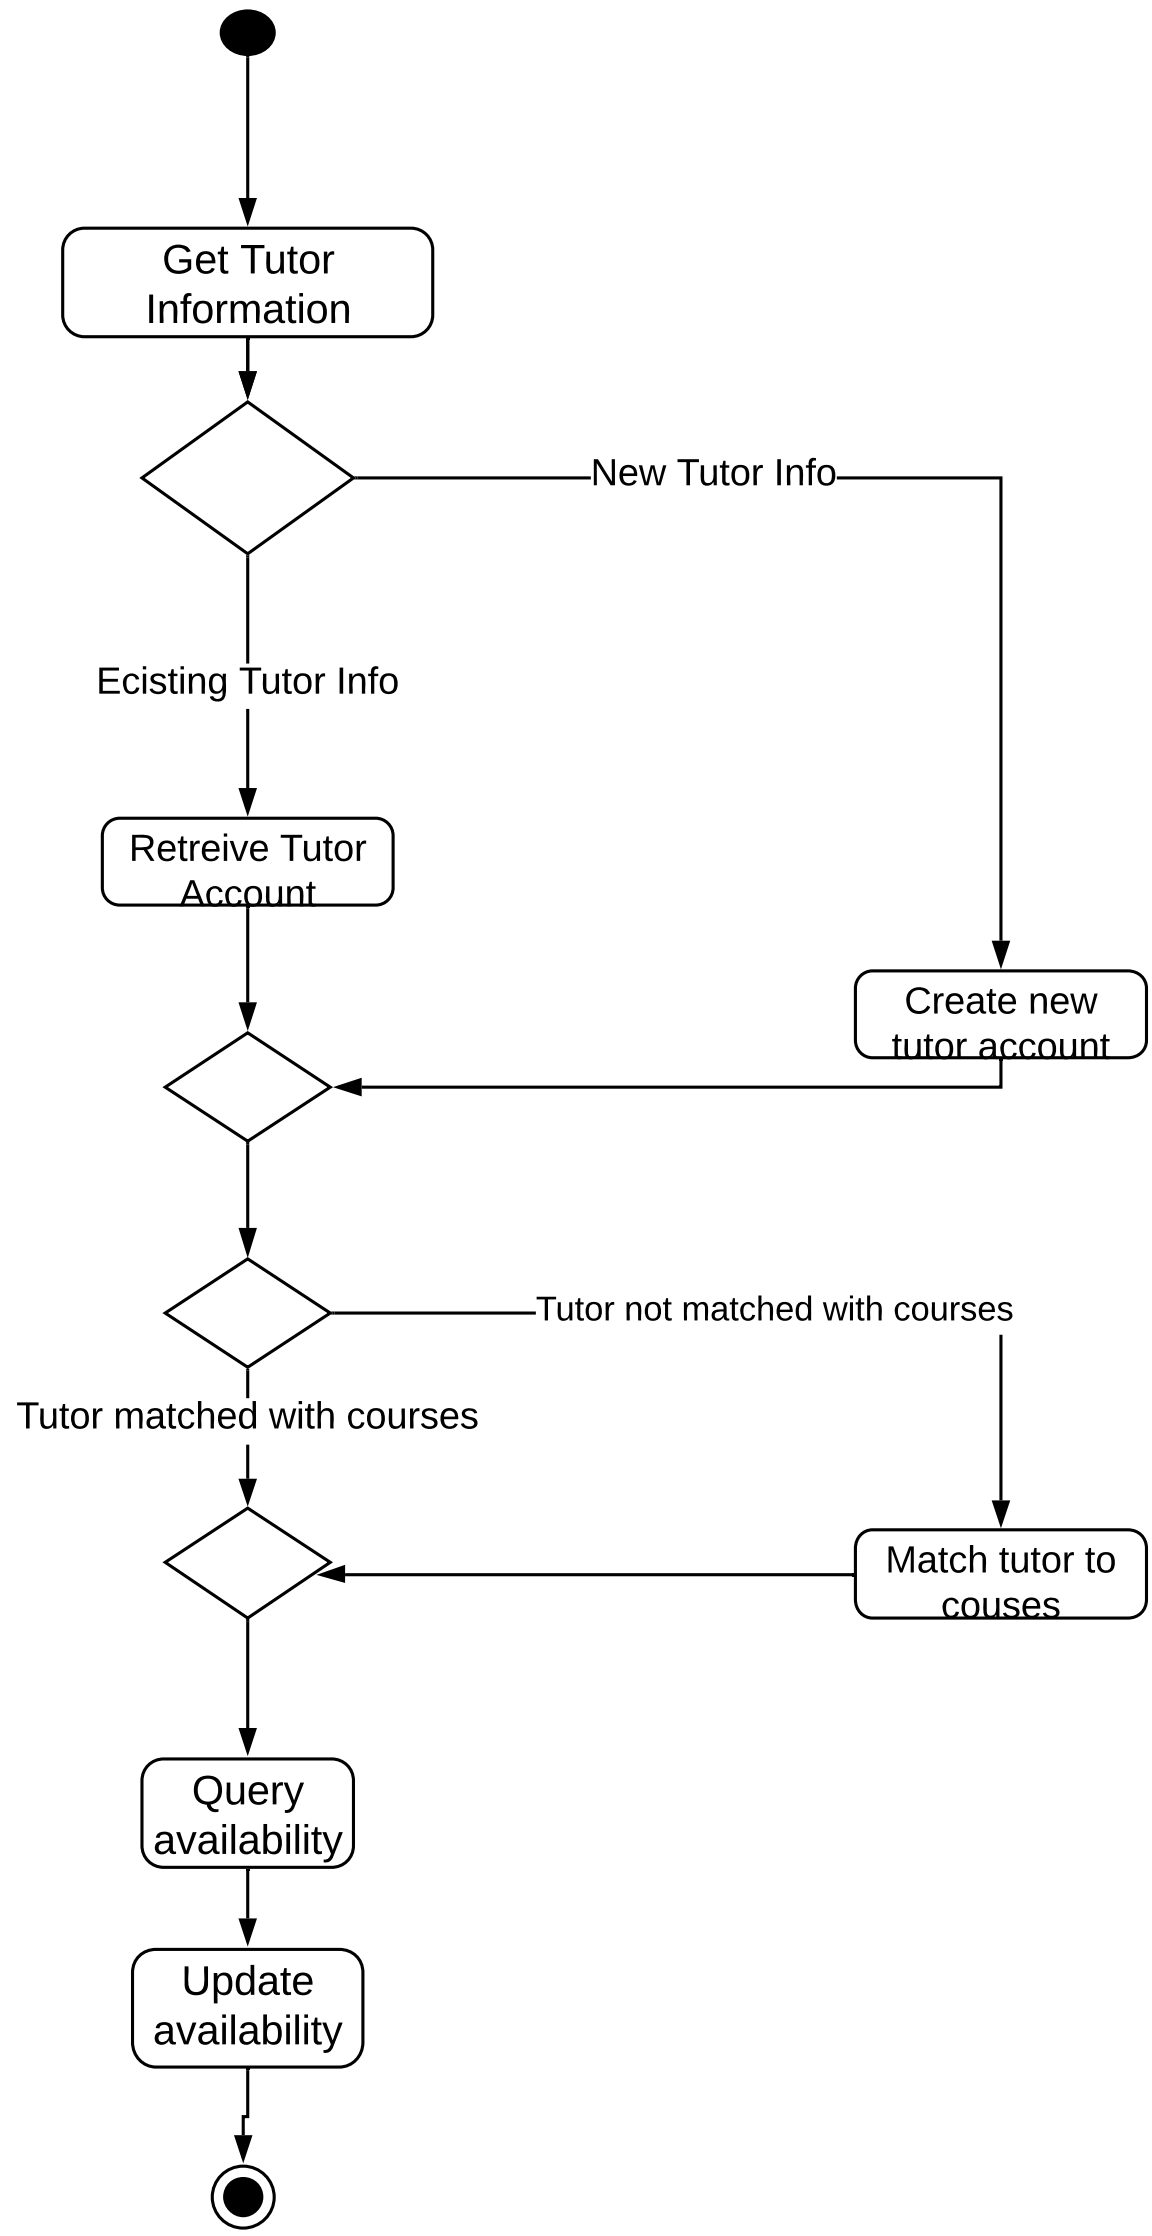 Get Tutor
Information
New Tutor Info
Ecisting Tutor Info
Retreive Tutor
Account
Create new
tutor account
Tutor not matched with courses
Tutor matched with courses
Match tutor to
couses
Query
availability
Update
availability